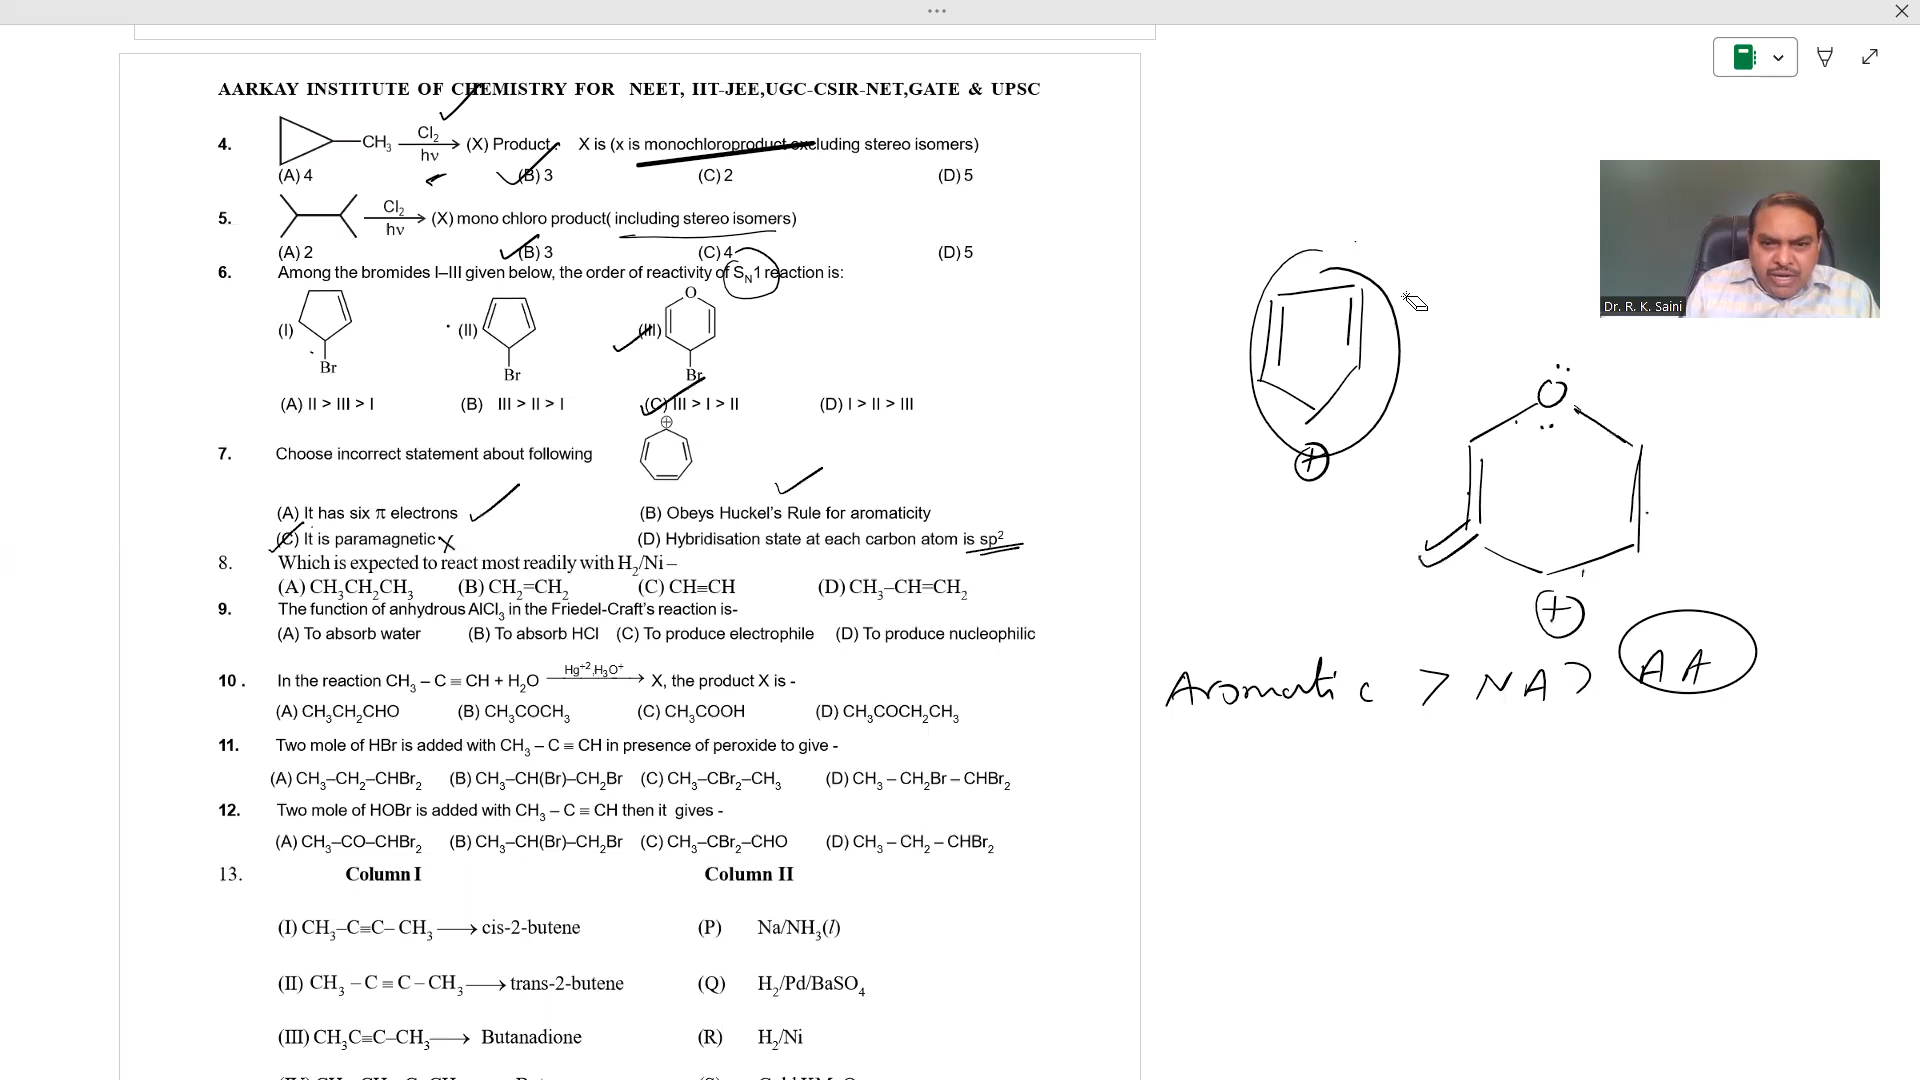 AARKAY INSTITUTE OF CHEMISTRY FOR NEET, IIT-JEE,UGC-CSIR-NET,GATE & UPSC
4. CH₃ Cl₂ hν (X) Product. X is (x is monochloroproduct excluding stereo isomers)
(A) 4 (B) 3 (C) 2 (D) 5
5. Cl₂ hν (X) mono chloro product( including stereo isomers)
(A) 2 (B) 3 (C) 4 (D) 5
6. Among the bromides I–III given below, the order of reactivity of S_N1 reaction is:
(I) Br (II) Br (III) O Br
(A) II > III > I (B) III > II > I (C) III > I > II (D) I > II > III
7. Choose incorrect statement about following ⊕
(A) It has six π electrons (B) Obeys Huckel's Rule for aromaticity
(C) It is paramagnetic (D) Hybridisation state at each carbon atom is sp²
8. Which is expected to react most readily with H₂/Ni –
(A) CH₃CH₂CH₃ (B) CH₂=CH₂ (C) CH≡CH (D) CH₃–CH=CH₂
9. The function of anhydrous AlCl₃ in the Friedel-Craft's reaction is-
(A) To absorb water (B) To absorb HCl (C) To produce electrophile (D) To produce nucleophilic
10 . In the reaction CH₃ – C ≡ CH + H₂O Hg⁺²,H₃O⁺ → X, the product X is -
(A) CH₃CH₂CHO (B) CH₃COCH₃ (C) CH₃COOH (D) CH₃COCH₂CH₃
11. Two mole of HBr is added with CH₃ – C ≡ CH in presence of peroxide to give -
(A) CH₃–CH₂–CHBr₂ (B) CH₃–CH(Br)–CH₂Br (C) CH₃–CBr₂–CH₃ (D) CH₃ – CH₂Br – CHBr₂
12. Two mole of HOBr is added with CH₃ – C ≡ CH then it gives -
(A) CH₃–CO–CHBr₂ (B) CH₃–CH(Br)–CH₂Br (C) CH₃–CBr₂–CHO (D) CH₃ – CH₂ – CHBr₂
13. Column I Column II
(I) CH₃–C≡C– CH₃ ⟶ cis-2-butene (P) Na/NH₃(l)
(II) CH₃ – C ≡ C – CH₃ ⟶ trans-2-butene (Q) H₂/Pd/BaSO₄
(III) CH₃C≡C–CH₃ ⟶ Butanadione (R) H₂/Ni
Dr. R. K. Saini
O
+
+
Aromatic > NA > AA